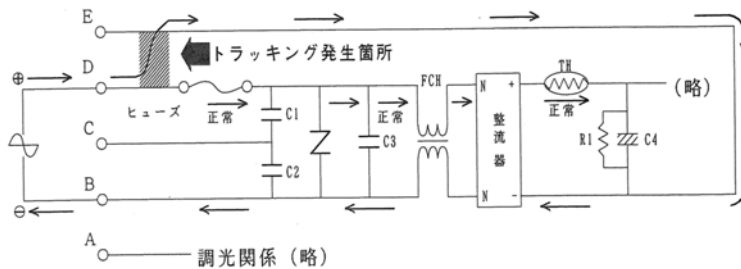 E
トラッキング発生箇所
⊕
D
ヒューズ
正常
C1
正常
FCH
N
+
TH
正常
(略)
C
C2
C3
整流器
R1
C4
B
N
-
⊖
A
調光関係(略)